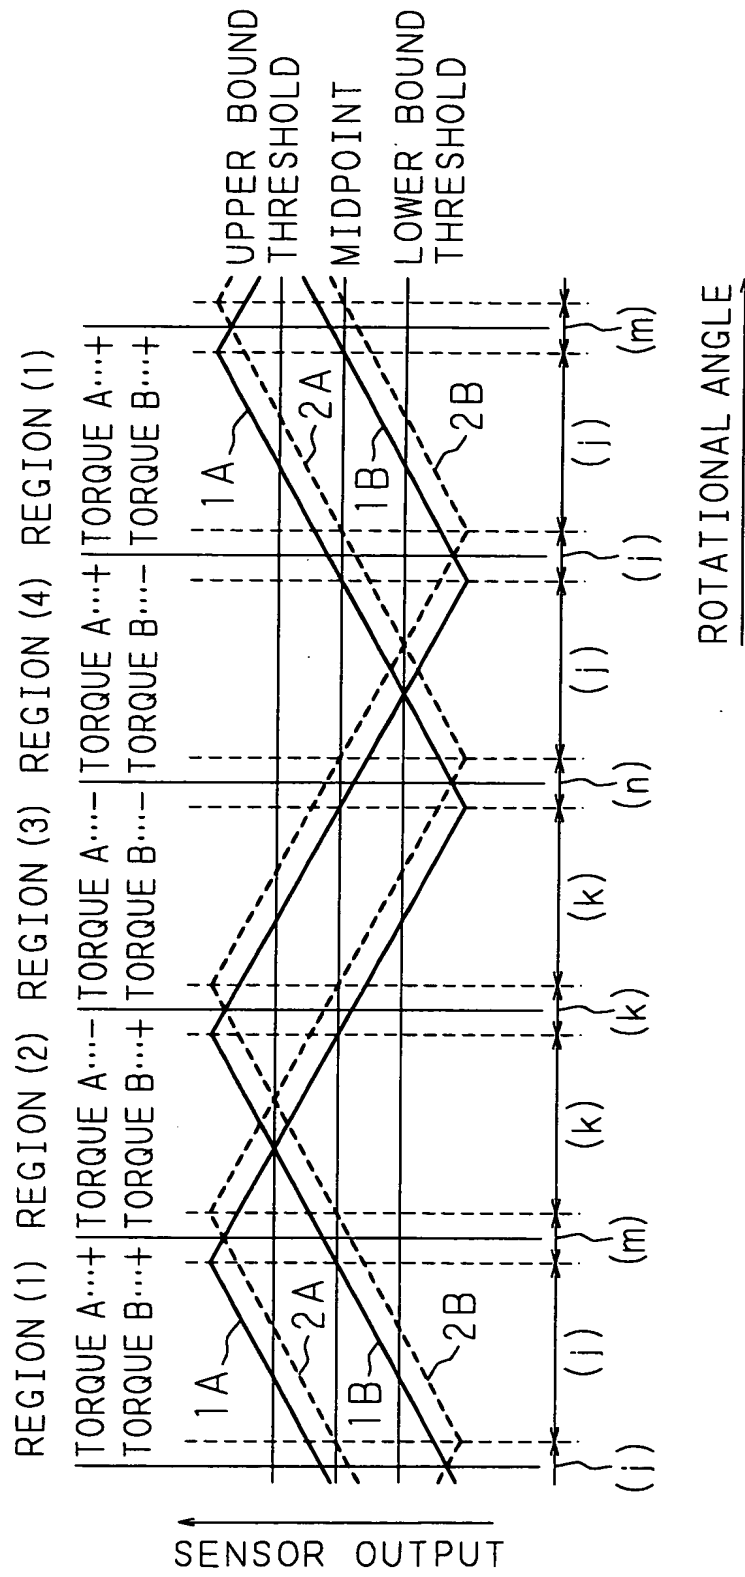 REGION (1) REGION (2) REGION (3) REGION (4) REGION (1)
TORQUE A···+ TORQUE A···− TORQUE A···− TORQUE A···+ TORQUE A···+
TORQUE B···+ TORQUE B···+ TORQUE B···− TORQUE B···− TORQUE B···+
UPPER BOUND
THRESHOLD
MIDPOINT
LOWER BOUND
THRESHOLD
1A
2A
1B
2B
1A
2A
1B
2B
(j) (j) (m) (k) (k) (k) (n) (j) (j) (j) (m)
SENSOR OUTPUT
ROTATIONAL ANGLE